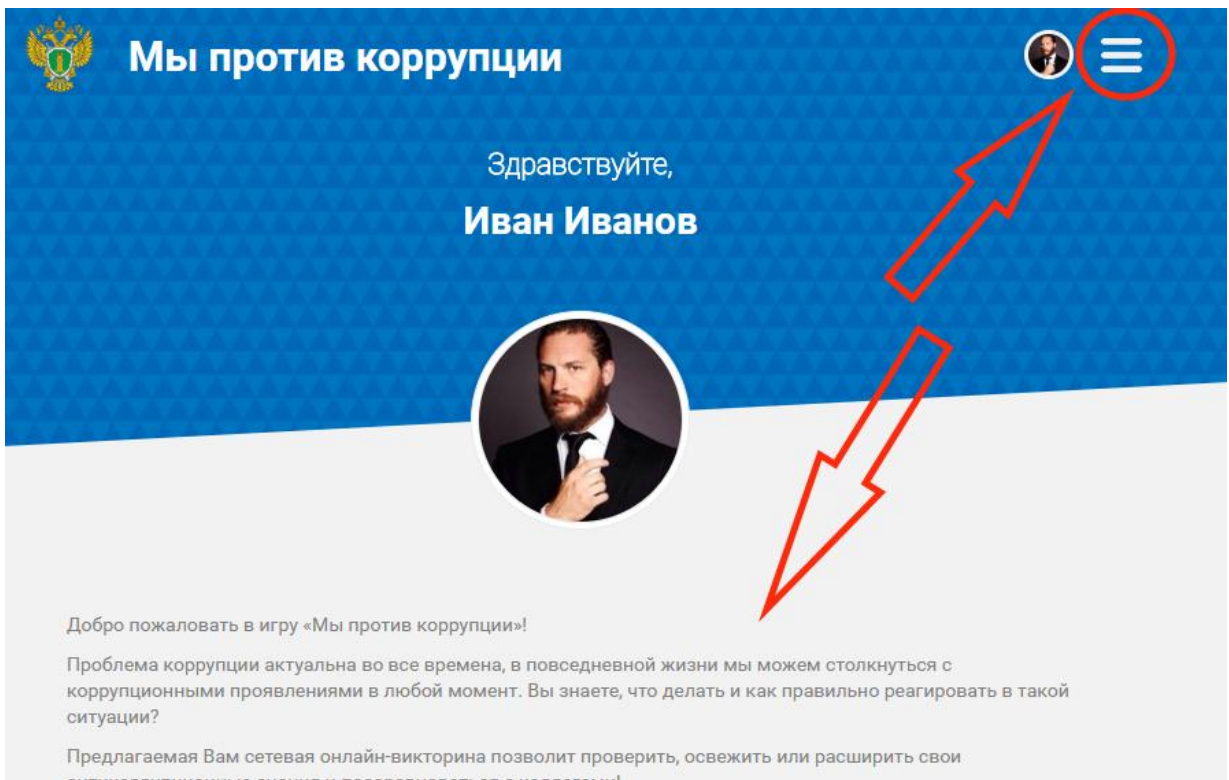 Мы против коррупции
Здравствуйте,
Иван Иванов
Добро пожаловать в игру «Мы против коррупции»!
Проблема коррупции актуальна во все времена, в повседневной жизни мы можем столкнуться с
коррупционными проявлениями в любой момент. Вы знаете, что делать и как правильно реагировать в такой
ситуации?
Предлагаемая Вам сетевая онлайн-викторина позволит проверить, освежить или расширить свои